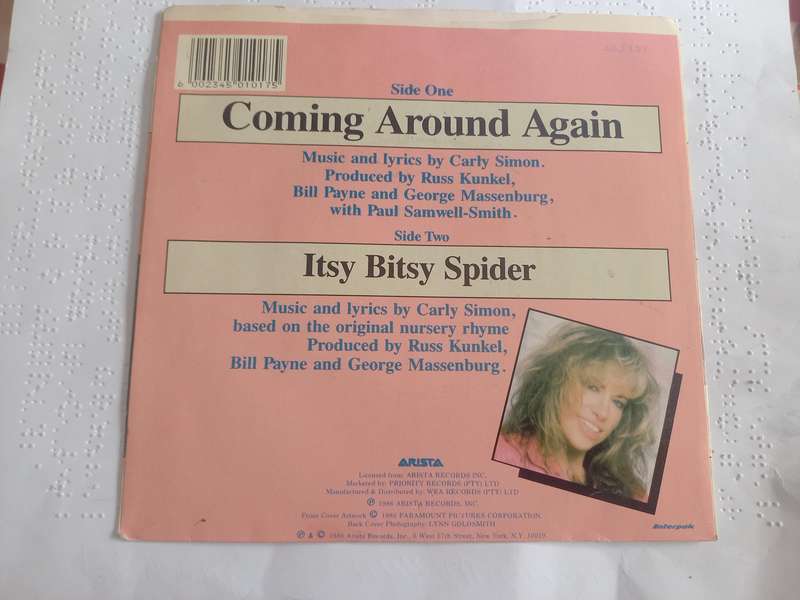 6 002345 010175
Side One
Coming Around Again
Music and lyrics by Carly Simon.
Produced by Russ Kunkel,
Bill Payne and George Massenburg,
with Paul Samwell-Smith.
Side Two
Itsy Bitsy Spider
Music and lyrics by Carly Simon,
based on the original nursery rhyme
Produced by Russ Kunkel,
Bill Payne and George Massenburg.
ARISTA
Licensed from: ARISTA RECORDS INC.
Marketed by: PRIORITY RECORDS (PTY) LTD
Manufactured & Distributed by: WEA RECORDS (PTY) LTD
℗ 1986 ARISTA RECORDS, INC.
Front Cover Artwork © 1986 PARAMOUNT PICTURES CORPORATION.
Back Cover Photography: LYNN GOLDSMITH
℗ & © 1986 Arista Records, Inc., 6 West 57th Street, New York, N.Y. 10019
Interpak